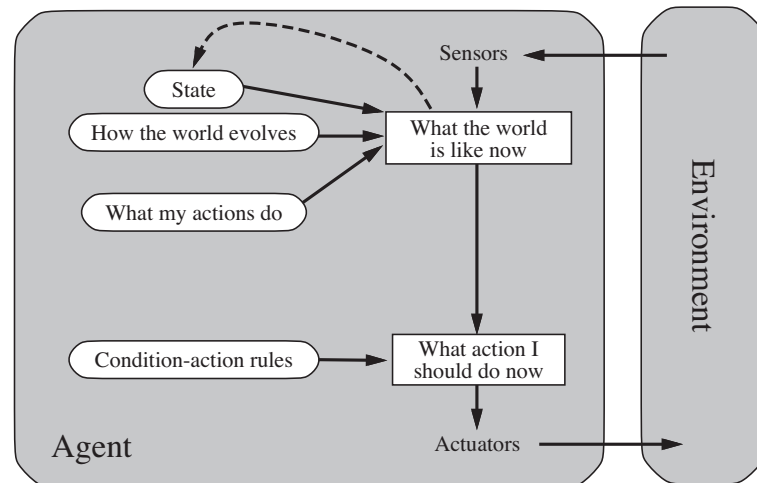 Sensors
State
How the world evolves
What the world
is like now
What my actions do
Environment
Condition-action rules
What action I
should do now
Agent
Actuators